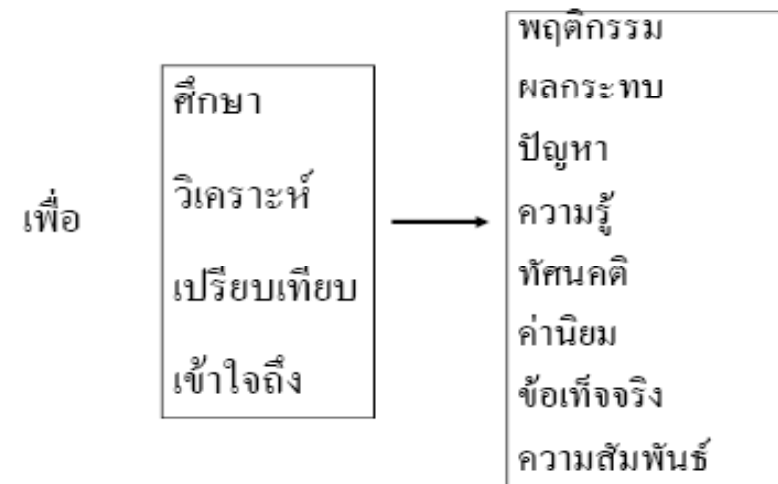 เพื่อ
ศึกษา
วิเคราะห์
เปรียบเทียบ
เข้าใจถึง
พฤติกรรม
ผลกระทบ
ปัญหา
ความรู้
ทัศนคติ
ค่านิยม
ข้อเท็จจริง
ความสัมพันธ์